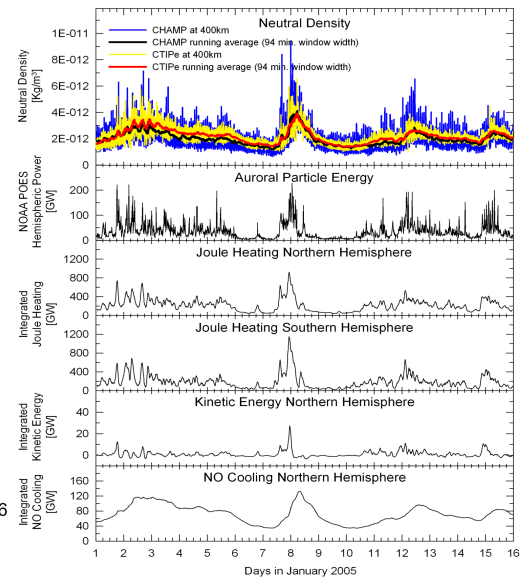 Neutral Density
CHAMP at 400km
CHAMP running average (94 min. window width)
CTIPe at 400km
CTIPe running average (94 min. window width)
Neutral Density
[Kg/m³]
1E-011
8E-012
6E-012
4E-012
2E-012
0
Auroral Particle Energy
NOAA POES
Hemispheric Power
[GW]
200
100
0
Joule Heating Northern Hemisphere
Integrated
Joule Heating
[GW]
1200
800
400
0
Joule Heating Southern Hemisphere
1200
800
400
0
Kinetic Energy Northern Hemisphere
Integrated
Kinetic Energy
[GW]
40
20
0
NO Cooling Northern Hemisphere
6
Integrated
NO Cooling
[GW]
160
120
80
40
0
1 2 3 4 5 6 7 8 9 10 11 12 13 14 15 16
Days in January 2005